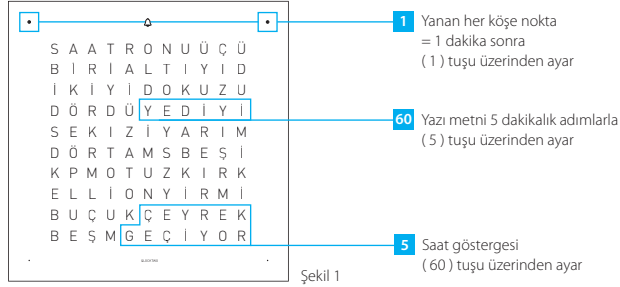 S A A T R O N U Ü Ç Ü
B İ R İ A L T I Y I D
İ K İ Y İ D O K U Z U
D Ö R D Ü Y E D İ Y İ
S E K I Z İ Y A R I M
D Ö R T A M S B E Ş İ
K P M O T U Z K I R K
E L L İ O N Y İ R M İ
B U Ç U K Ç E Y R E K
B E Ş M G E Ç İ Y O R
Şekil 1
1 Yanan her köşe nokta
= 1 dakika sonra
( 1 ) tuşu üzerinden ayar
60 Yazı metni 5 dakikalık adımlarla
( 5 ) tuşu üzerinden ayar
5 Saat göstergesi
( 60 ) tuşu üzerinden ayar